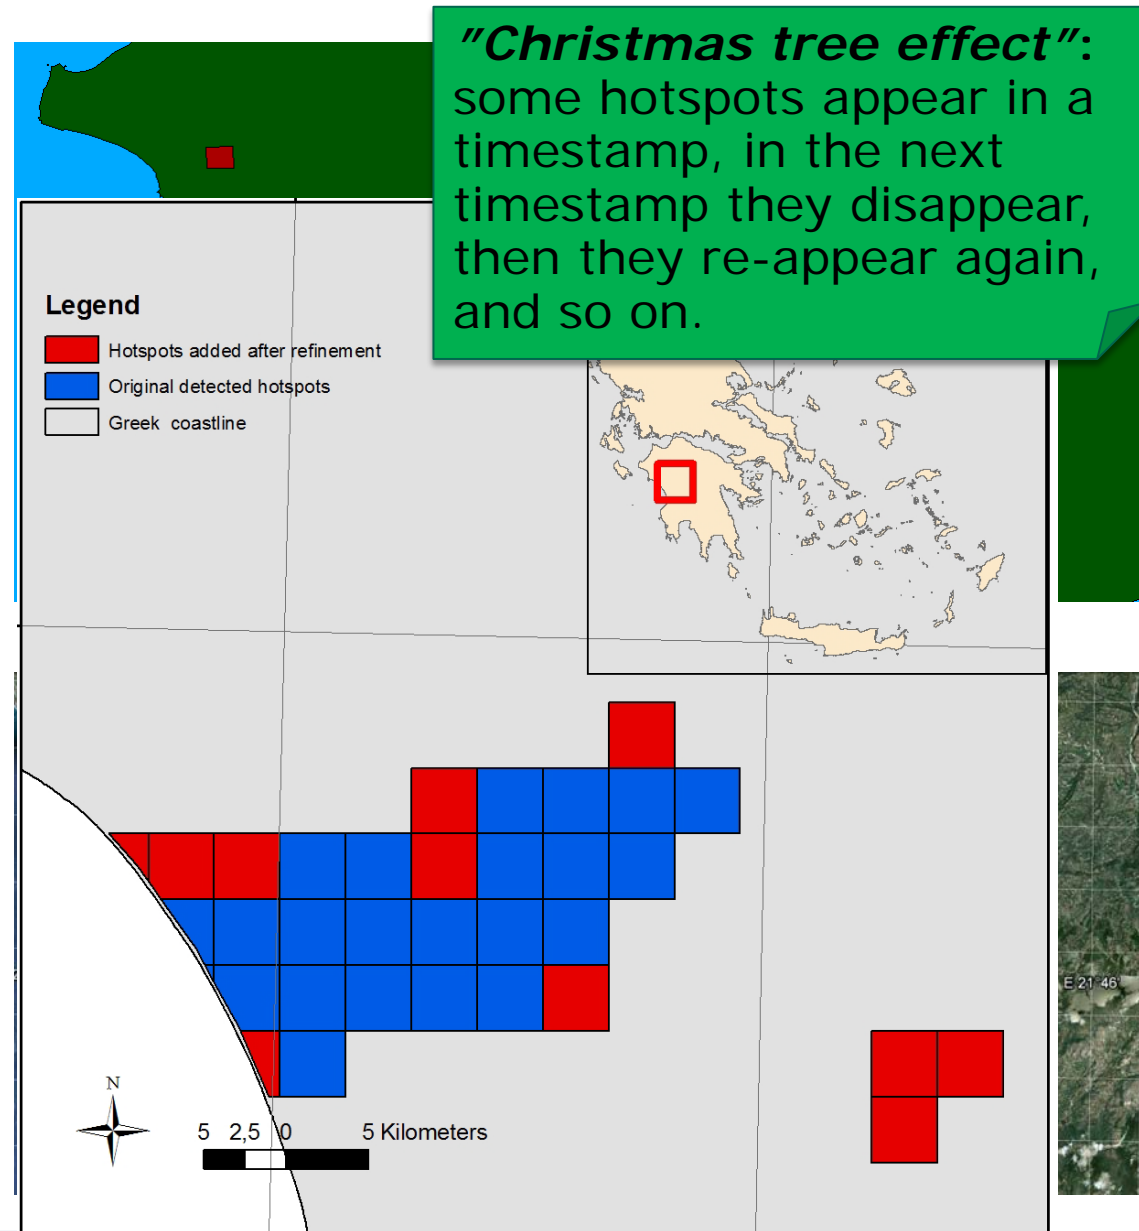 "Christmas tree effect":
some hotspots appear in a
timestamp, in the next
timestamp they disappear,
then they re-appear again,
and so on.
Legend
Hotspots added after refinement
Original detected hotspots
Greek coastline
E 21°46'
N
5 2,5 0 5 Kilometers